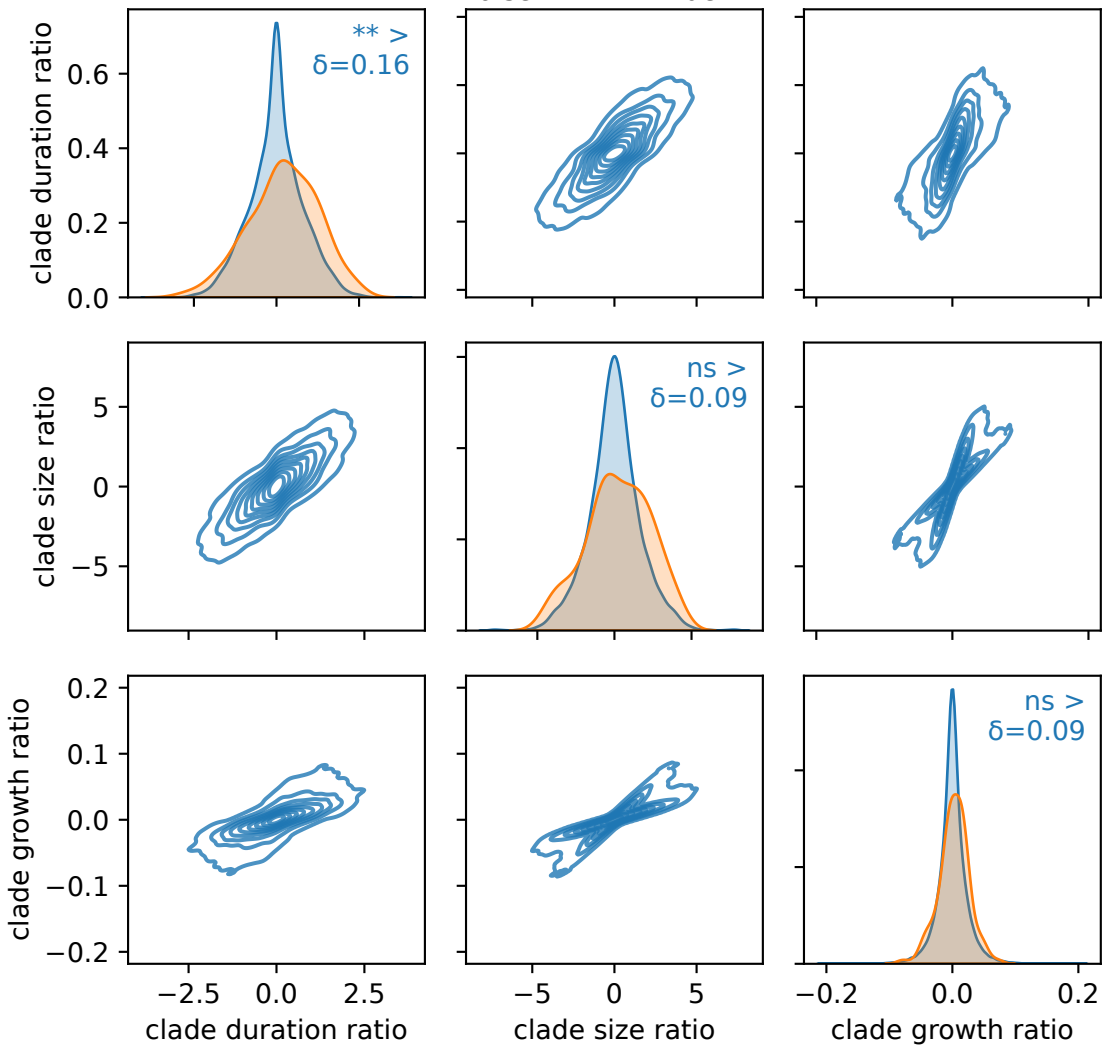 clade duration ratio
0.6
0.4
0.2
0.0
** >
δ=0.16
clade size ratio
5
0
−5
ns >
δ=0.09
clade growth ratio
0.2
0.1
0.0
−0.1
−0.2
ns >
δ=0.09
−2.5 0.0 2.5
−5 0 5
−0.2 0.0 0.2
clade duration ratio
clade size ratio
clade growth ratio